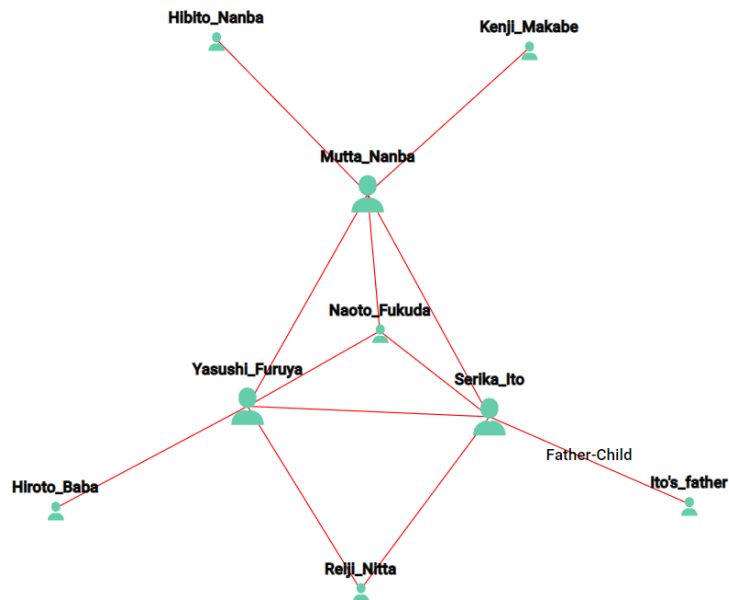 Hibito_Nanba
Kenji_Makabe
Mutta_Nanba
Naoto_Fukuda
Yasushi_Furuya
Serika_Ito
Father-Child
Ito's_father
Hiroto_Baba
Reiji_Nitta